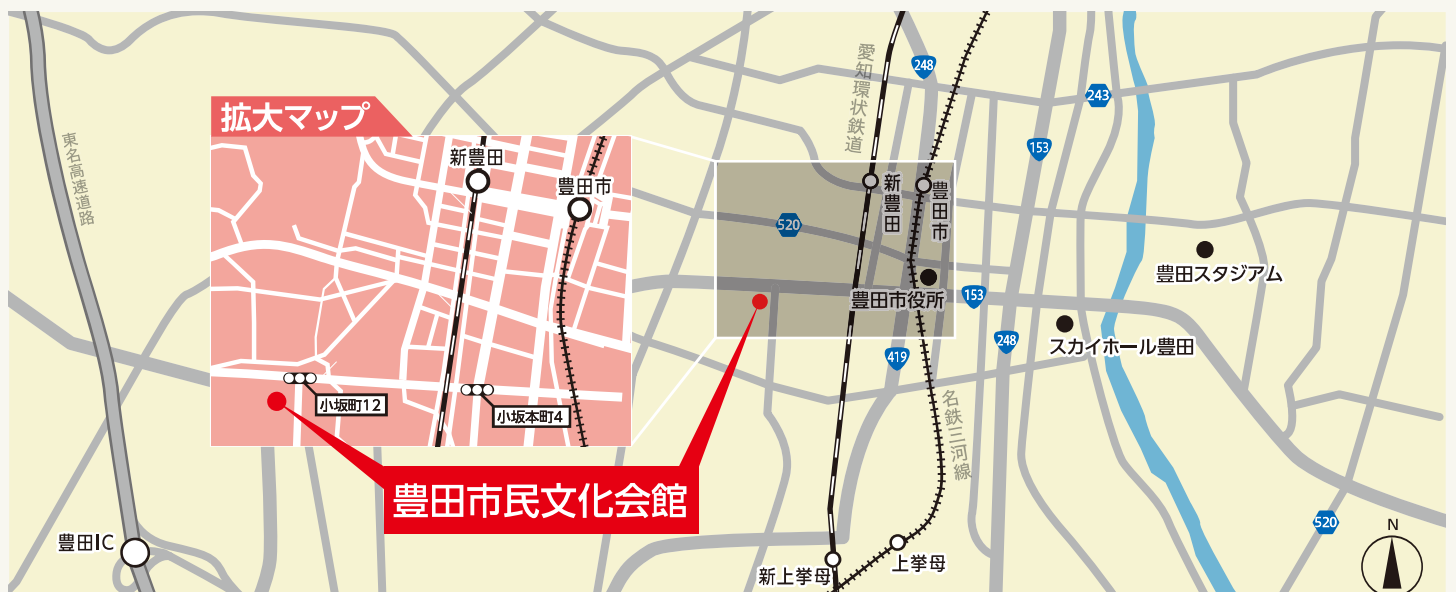 東名高速道路
拡大マップ
新豊田
豊田市
小坂町12
小坂本町4
豊田市民文化会館
豊田IC
愛知環状鉄道
248
243
153
新豊田
豊田市
520
豊田スタジアム
豊田市役所
153
スカイホール豊田
248
419
名鉄三河線
520
N
上挙母
新上挙母